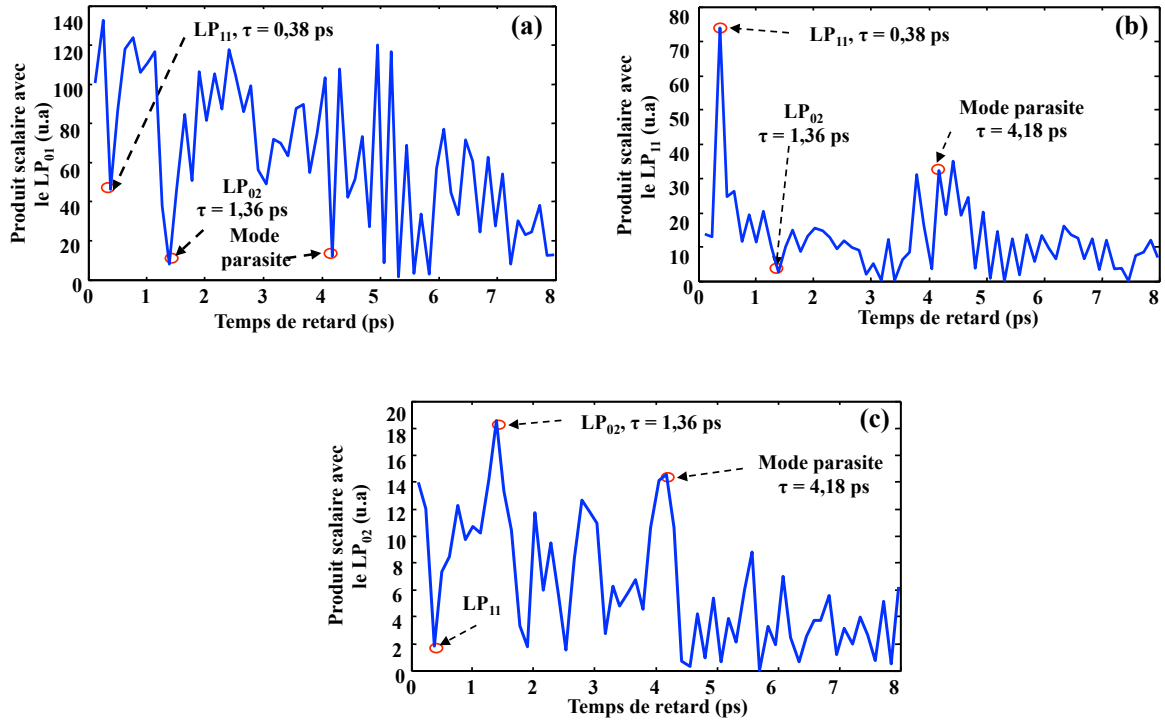 (a)
Produit scalaire avec
le LP01 (u.a)
140
120
100
80
60
40
20
0
LP11, τ = 0,38 ps
LP02
τ = 1,36 ps
Mode
parasite
0 1 2 3 4 5 6 7 8
Temps de retard (ps)
(b)
Produit scalaire avec
le LP11 (u.a)
80
70
60
50
40
30
20
10
0
LP11, τ = 0,38 ps
LP02
τ = 1,36 ps
Mode parasite
τ = 4,18 ps
0 1 2 3 4 5 6 7 8
Temps de retard (ps)
(c)
Produit scalaire avec
le LP02 (u.a)
20
18
16
14
12
10
8
6
4
2
0
LP02, τ = 1,36 ps
Mode parasite
τ = 4,18 ps
LP11
0 1 2 3 4 5 6 7 8
Temps de retard (ps)